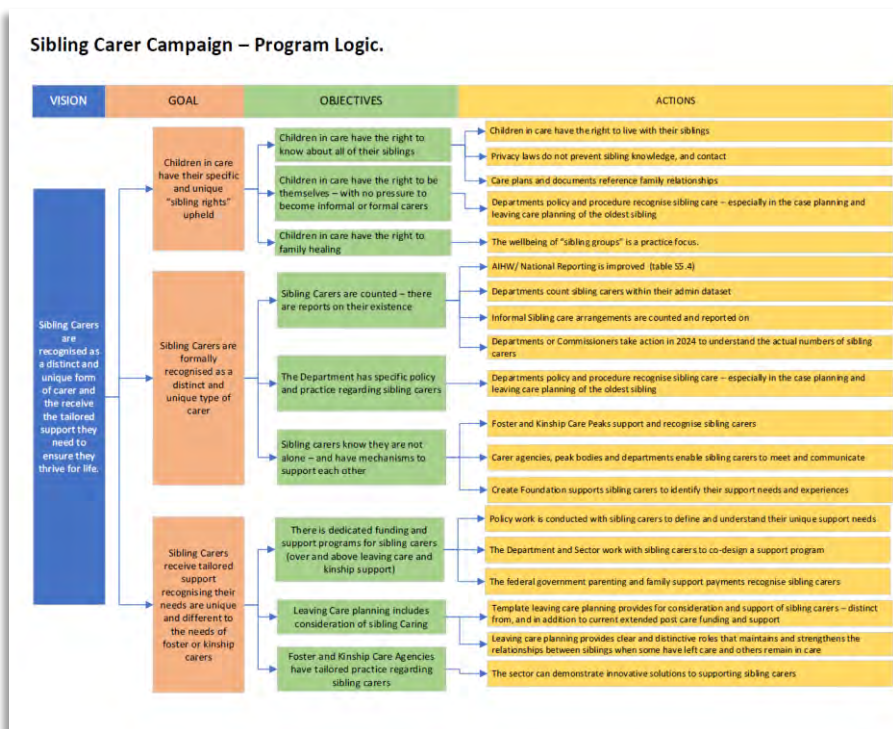 Sibling Carer Campaign – Program Logic.
VISION
GOAL
OBJECTIVES
ACTIONS
Sibling Carers
are
recognised as
a distinct and
unique form
of carer and
the receive
the tailored
support they
need to
ensure they
thrive for life.
Children in care
have their specific
and unique
"sibling rights"
upheld
Children in care have the right to
know about all of their siblings
Children in care have the right to live with their siblings
Privacy laws do not prevent sibling knowledge, and contact
Care plans and documents reference family relationships
Children in care have the right to be
themselves – with no pressure to
become informal or formal carers
Departments policy and procedure recognise sibling care – especially in the case planning and
leaving care planning of the oldest sibling
Children in care have the right to
family healing
The wellbeing of "sibling groups" is a practice focus.
Sibling Carers are
formally
recognised as a
distinct and
unique type of
carer
Sibling Carers are counted – there
are reports on their existence
AIHW/ National Reporting is improved (table S5.4)
Departments count sibling carers within their admin dataset
Informal Sibling care arrangements are counted and reported on
Departments or Commissioners take action in 2024 to understand the actual numbers of sibling
carers
The Department has specific policy
and practice regarding sibling carers
Departments policy and procedure recognise sibling care – especially in the case planning and
leaving care planning of the oldest sibling
Sibling carers know they are not
alone – and have mechanisms to
support each other
Foster and Kinship Care Peaks support and recognise sibling carers
Carer agencies, peak bodies and departments enable sibling carers to meet and communicate
Create Foundation supports sibling carers to identify their support needs and experiences
Sibling Carers
receive tailored
support
recognising their
needs are unique
and different to
the needs of
foster or kinship
carers
There is dedicated funding and
support programs for sibling carers
(over and above leaving care and
kinship support)
Policy work is conducted with sibling carers to define and understand their unique support needs
The Department and Sector work with sibling carers to co-design a support program
The federal government parenting and family support payments recognise sibling carers
Leaving Care planning includes
consideration of sibling Caring
Template leaving care planning provides for consideration and support of sibling carers – distinct
from, and in addition to current extended post care funding and support
Leaving care planning provides clear and distinctive roles that maintains and strengthens the
relationships between siblings when some have left care and others remain in care
Foster and Kinship Care Agencies
have tailored practice regarding
sibling carers
The sector can demonstrate innovative solutions to supporting sibling carers